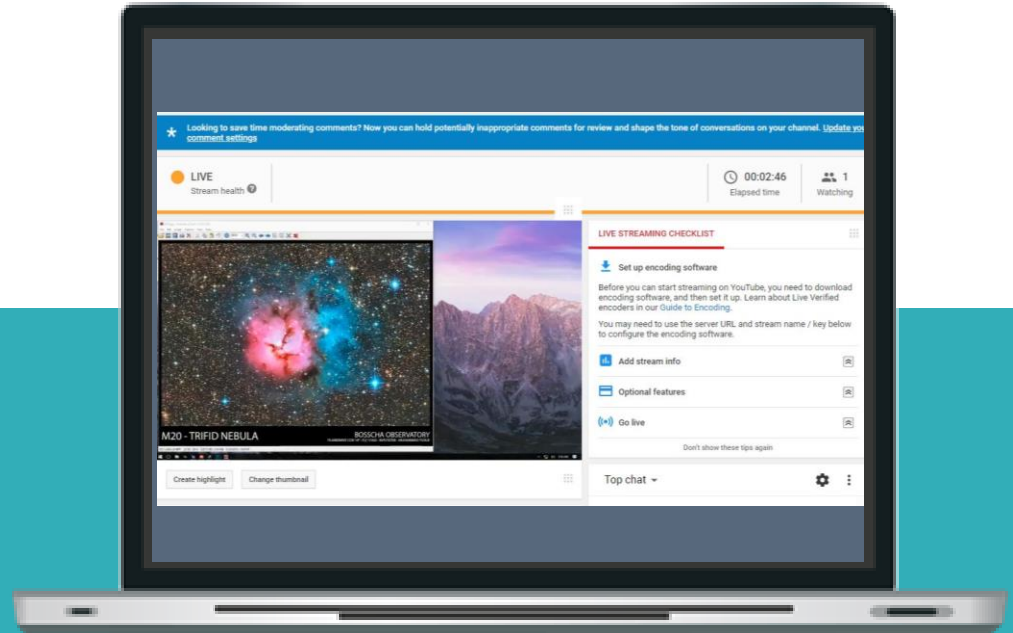 Looking to save time moderating comments? Now you can hold potentially inappropriate comments for review and shape the tone of conversations on your channel. Update you
comment settings
LIVE
Stream health
00:02:46
Elapsed time
1
Watching
LIVE STREAMING CHECKLIST
Set up encoding software
Before you can start streaming on YouTube, you need to download
encoding software, and then set it up. Learn about Live Verified
encoders in our Guide to Encoding.
You may need to use the server URL and stream name / key below
to configure the encoding software.
Add stream info
Optional features
Go live
Don't show these tips again
M20 - TRIFID NEBULA
BOSSCHA OBSERVATORY
Create highlight
Change thumbnail
Top chat